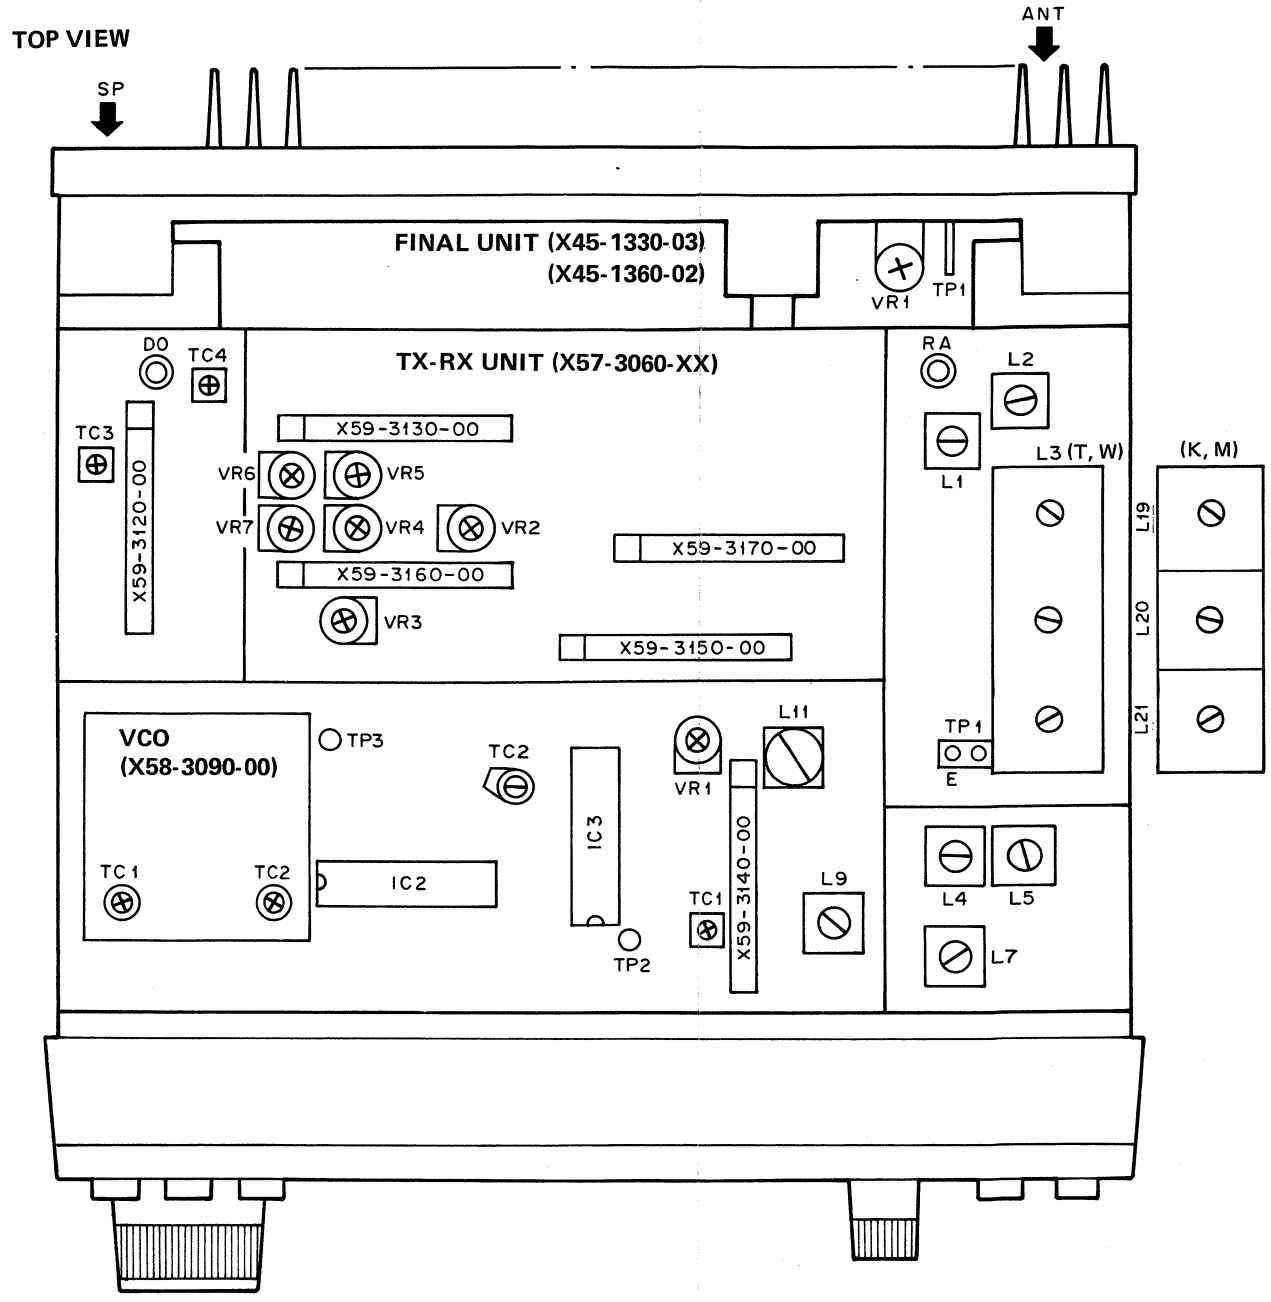 TOP VIEW
ANT
SP
FINAL UNIT (X45-1330-03)
(X45-1360-02)
VR1
TP1
DO
TC4
TX-RX UNIT (X57-3060-XX)
RA
L2
TC3
X59-3120-00
X59-3130-00
VR6
VR5
VR7
VR4
VR2
X59-3170-00
X59-3160-00
VR3
X59-3150-00
L1
L3 (T, W)
(K, M)
L19
L20
L21
TP1
E
VCO
(X58-3090-00)
TP3
TC2
IC3
VR1
L11
X59-3140-00
TC1
TC2
IC2
TP2
TC1
L9
L4
L5
L7